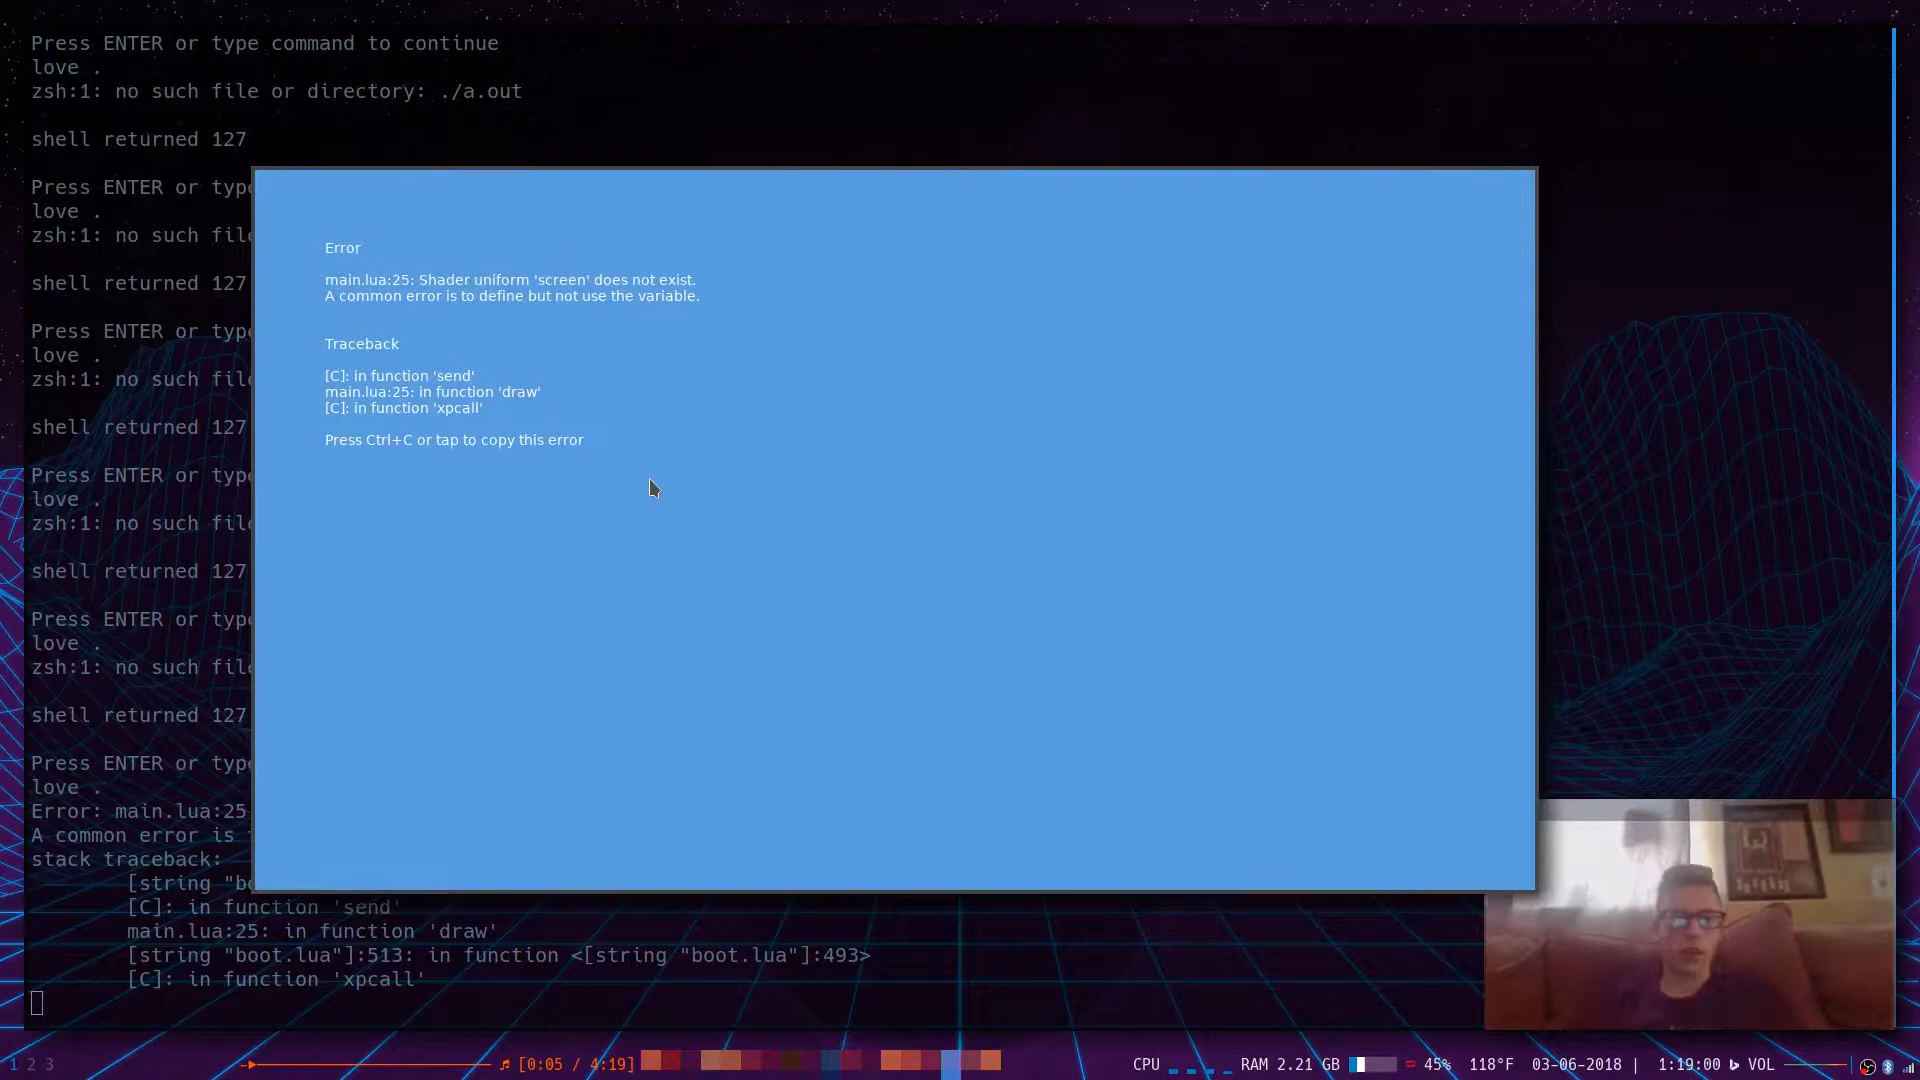 Press ENTER or type command to continue
love .
zsh:1: no such file or directory: ./a.out
shell returned 127
Press ENTER or type
love .
zsh:1: no such file
shell returned 127
Press ENTER or type
love .
zsh:1: no such file
shell returned 127
Press ENTER or type
love .
zsh:1: no such file
shell returned 127
Press ENTER or type
love .
zsh:1: no such file
shell returned 127
Press ENTER or type
love .
Error: main.lua:25
A common error is
stack traceback:
[string "bo
[C]: in function 'send'
main.lua:25: in function 'draw'
[string "boot.lua"]:513: in function <[string "boot.lua"]:493>
[C]: in function 'xpcall'
Error
main.lua:25: Shader uniform 'screen' does not exist.
A common error is to define but not use the variable.
Traceback
[C]: in function 'send'
main.lua:25: in function 'draw'
[C]: in function 'xpcall'
Press Ctrl+C or tap to copy this error
1 2 3
[0:05 / 4:19]
CPU
RAM 2.21 GB
45%
118°F
03-06-2018 |
1:19:00
VOL